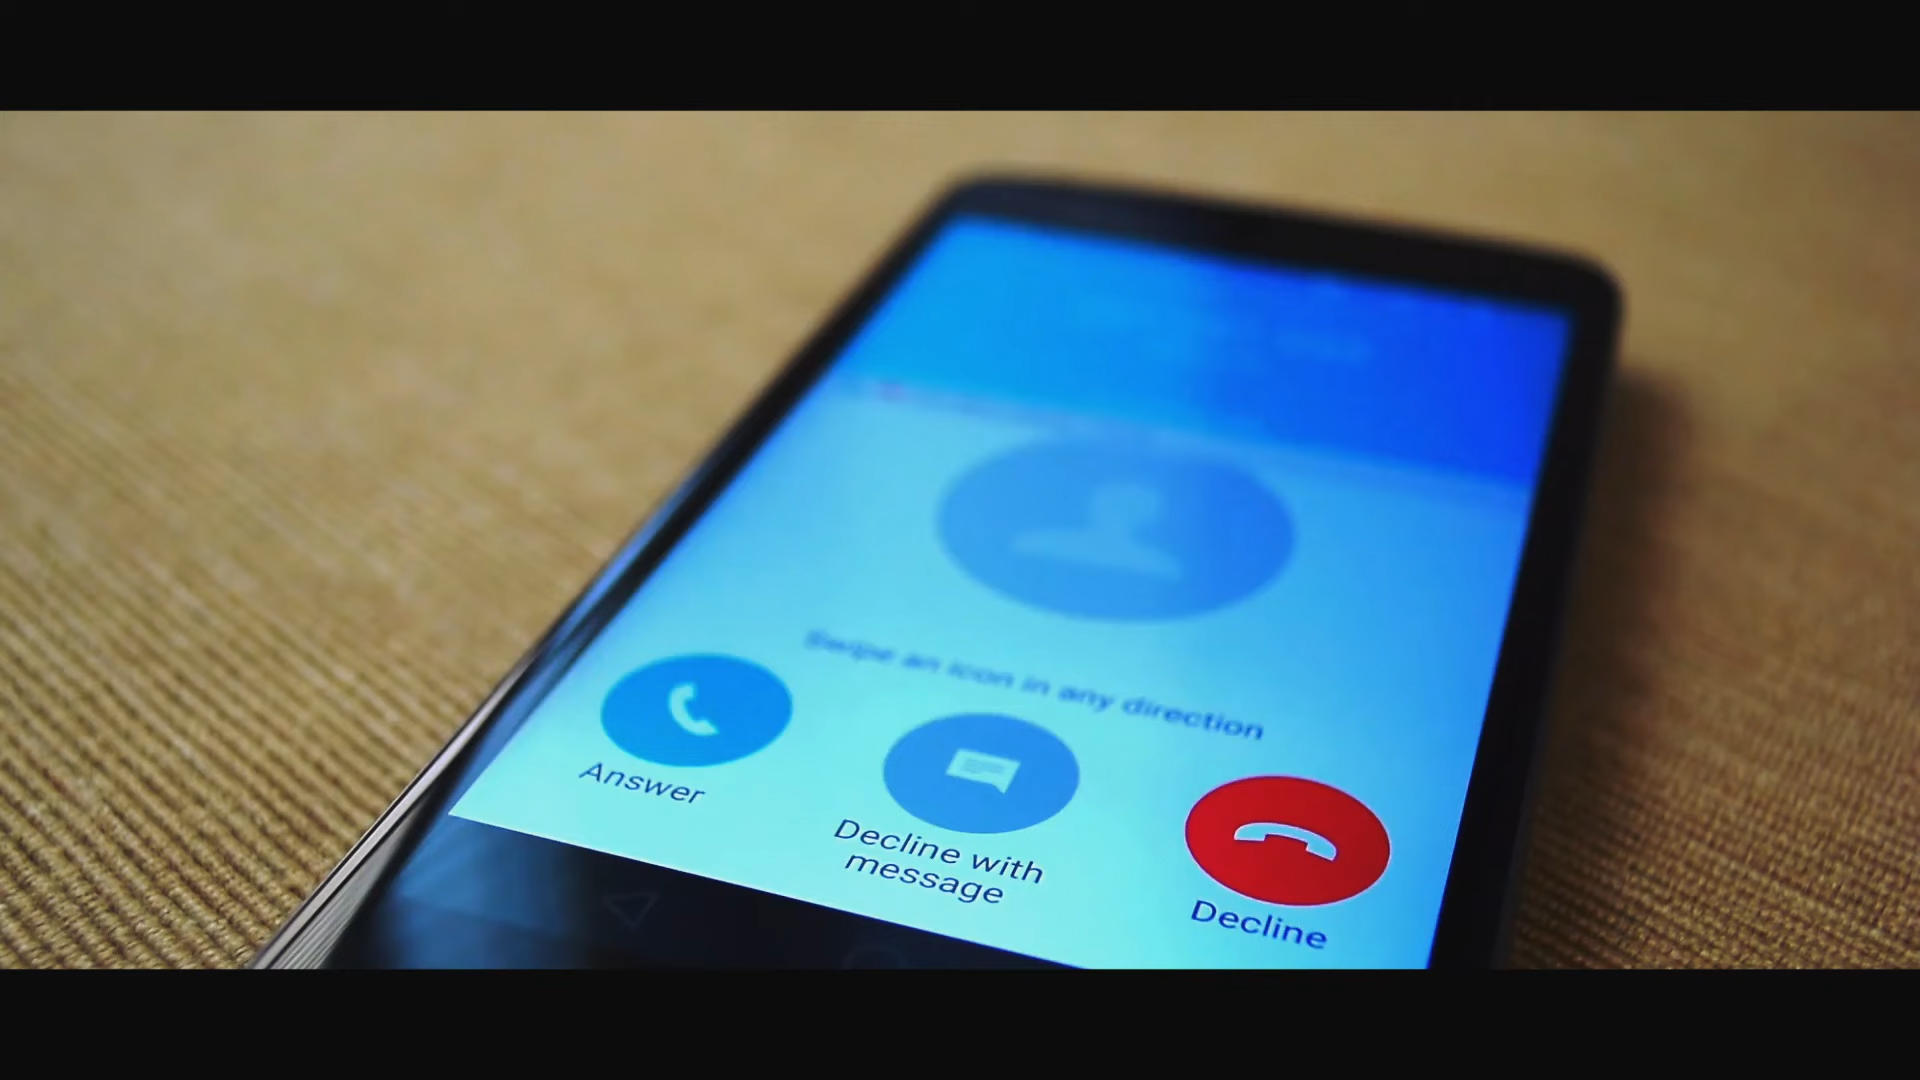 Swipe an icon in any direction
Answer
Decline with
message
Decline